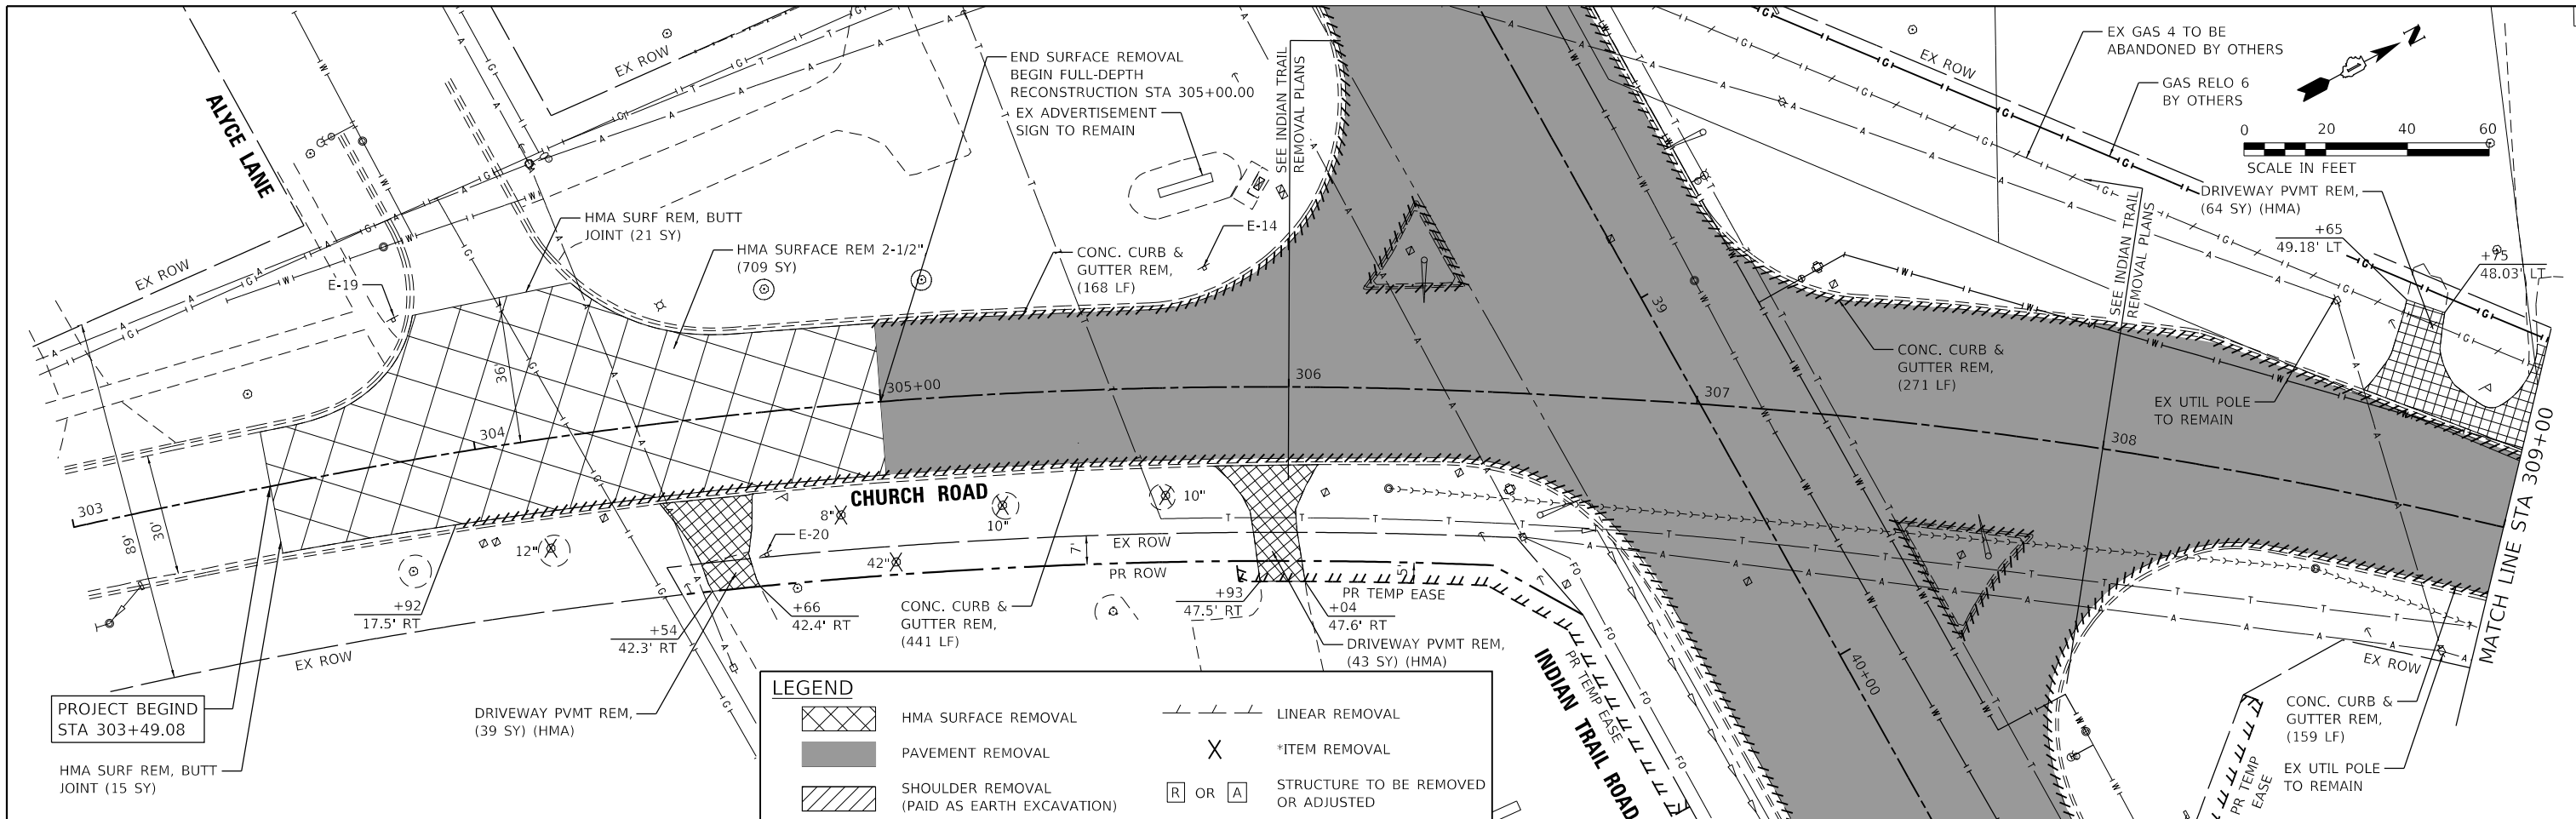 EX ROW
END SURFACE REMOVAL
BEGIN FULL-DEPTH
RECONSTRUCTION STA 305+00.00
EX ADVERTISEMENT
SIGN TO REMAIN
SEE INDIAN TRAIL
REMOVAL PLANS
EX ROW
EX GAS 4 TO BE
ABANDONED BY OTHERS
GAS RELO 6
BY OTHERS
N
0 20 40 60
SCALE IN FEET
ALYCE LANE
DRIVEWAY PVMT REM,
(64 SY) (HMA)
SEE INDIAN TRAIL
REMOVAL PLANS
+65
49.18' LT
+75
48.03' LT
HMA SURF REM, BUTT
JOINT (21 SY)
HMA SURFACE REM 2-1/2"
(709 SY)
E-14
CONC. CURB &
GUTTER REM,
(168 LF)
EX ROW
E-19
36'
39
CONC. CURB &
GUTTER REM,
(271 LF)
EX UTIL POLE
TO REMAIN
303
304
305+00
306
307
308
MATCH LINE STA 309+00
89'
30'
CHURCH ROAD
8"
10"
10"
12"
42"
E-20
EX ROW
7'
PR ROW
5'
PR TEMP EASE
+92
17.5' RT
+54
42.3' RT
+66
42.4' RT
CONC. CURB &
GUTTER REM,
(441 LF)
+93
47.5' RT
+04
47.6' RT
DRIVEWAY PVMT REM,
(43 SY) (HMA)
EX ROW
PROJECT BEGIND
STA 303+49.08
HMA SURF REM, BUTT
JOINT (15 SY)
DRIVEWAY PVMT REM,
(39 SY) (HMA)
INDIAN TRAIL ROAD
PR TEMP EASE
40+00
EX ROW
CONC. CURB &
GUTTER REM,
(159 LF)
EX UTIL POLE
TO REMAIN
PR TEMP
EASE
LEGEND
HMA SURFACE REMOVAL
PAVEMENT REMOVAL
SHOULDER REMOVAL
(PAID AS EARTH EXCAVATION)
LINEAR REMOVAL
X *ITEM REMOVAL
R OR A STRUCTURE TO BE REMOVED
OR ADJUSTED